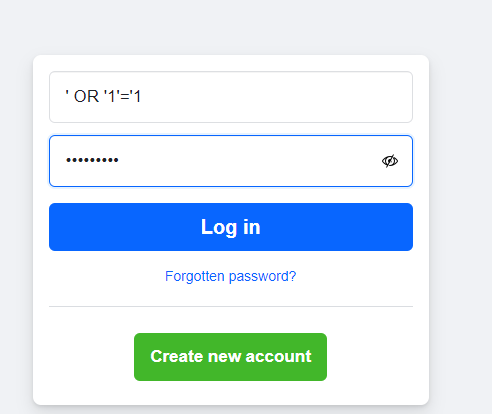 ' OR '1'='1
•••••••••
Log in
Forgotten password?
Create new account